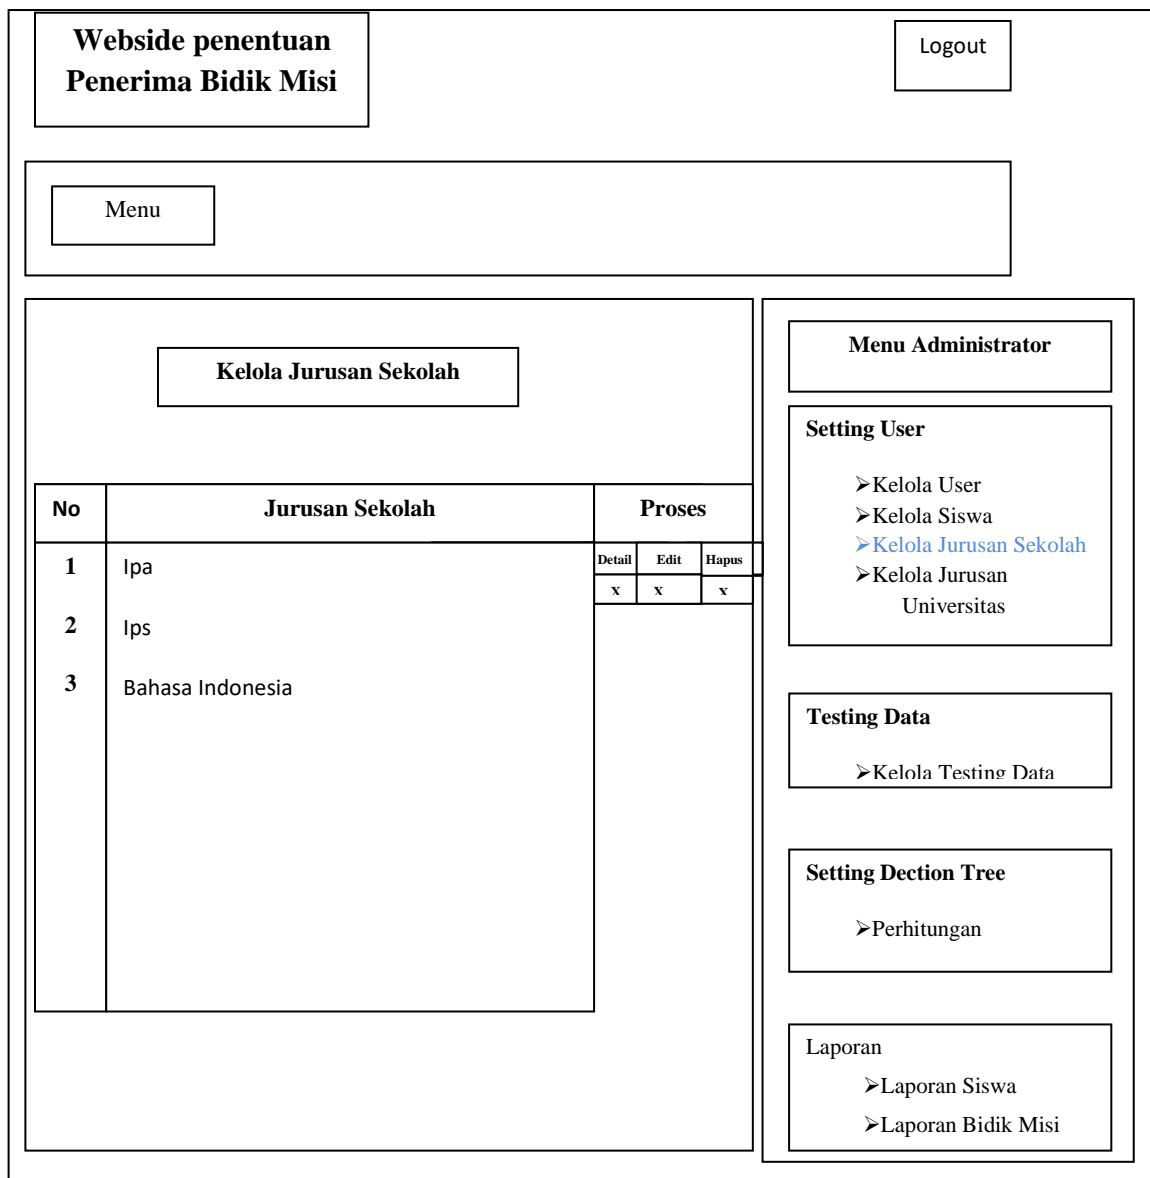 Webside penentuan
Penerima Bidik Misi
Logout
Menu
Kelola Jurusan Sekolah
No Jurusan Sekolah Proses
Detail Edit Hapus
1 Ipa
x x x
2 Ips
3 Bahasa Indonesia
Menu Administrator
Setting User
➢Kelola User
➢Kelola Siswa
➢Kelola Jurusan Sekolah
➢Kelola Jurusan
Universitas
Testing Data
➢Kelola Testing Data
Setting Dection Tree
➢Perhitungan
Laporan
➢Laporan Siswa
➢Laporan Bidik Misi